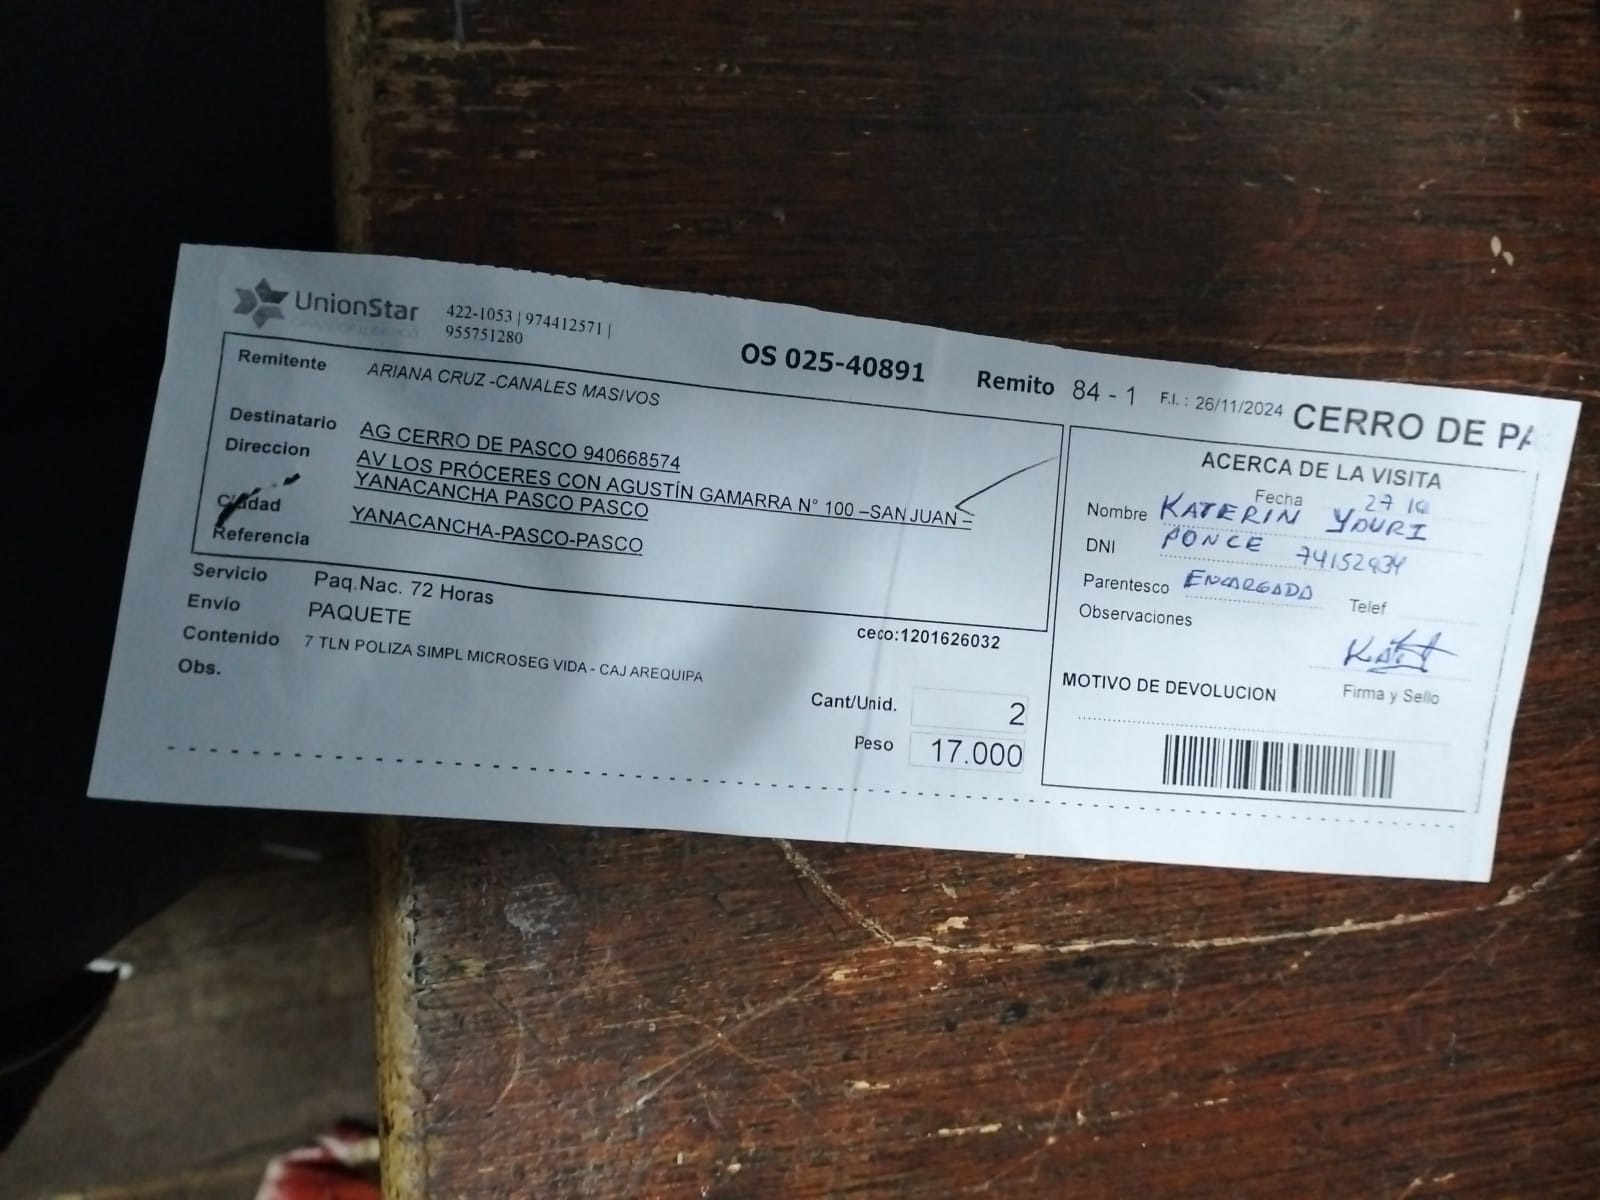 UnionStar
422-1053 | 974412571 |
955751280
OS 025-40891
Remito 84 - 1
F.I. : 26/11/2024
CERRO DE PA
Remitente ARIANA CRUZ -CANALES MASIVOS
Destinatario AG CERRO DE PASCO 940668574
Direccion AV LOS PRÓCERES CON AGUSTÍN GAMARRA N° 100 –SAN JUAN –
YANACANCHA PASCO PASCO
Ciudad YANACANCHA-PASCO-PASCO
Referencia
Servicio Paq.Nac. 72 Horas
Envío PAQUETE
ceco:1201626032
Contenido 7 TLN POLIZA SIMPL MICROSEG VIDA - CAJ AREQUIPA
Obs.
Cant/Unid. 2
Peso 17.000
ACERCA DE LA VISITA
Fecha 27
Nombre KATERIN YOURI
PONCE
DNI
Parentesco ENCARGADA
Telef
Observaciones
Firma y Sello
MOTIVO DE DEVOLUCION